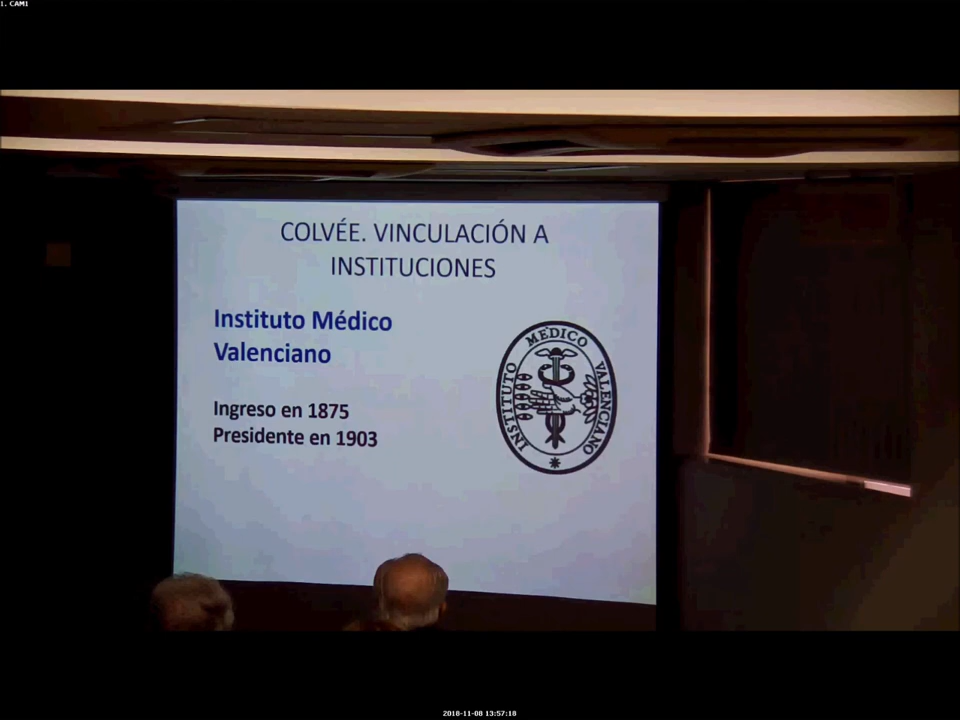 1. CAM1
COLVÉE. VINCULACIÓN A
INSTITUCIONES
Instituto Médico
Valenciano
Ingreso en 1875
Presidente en 1903
INSTITUTO MÉDICO VALENCIANO
2018-11-08 13:57:18